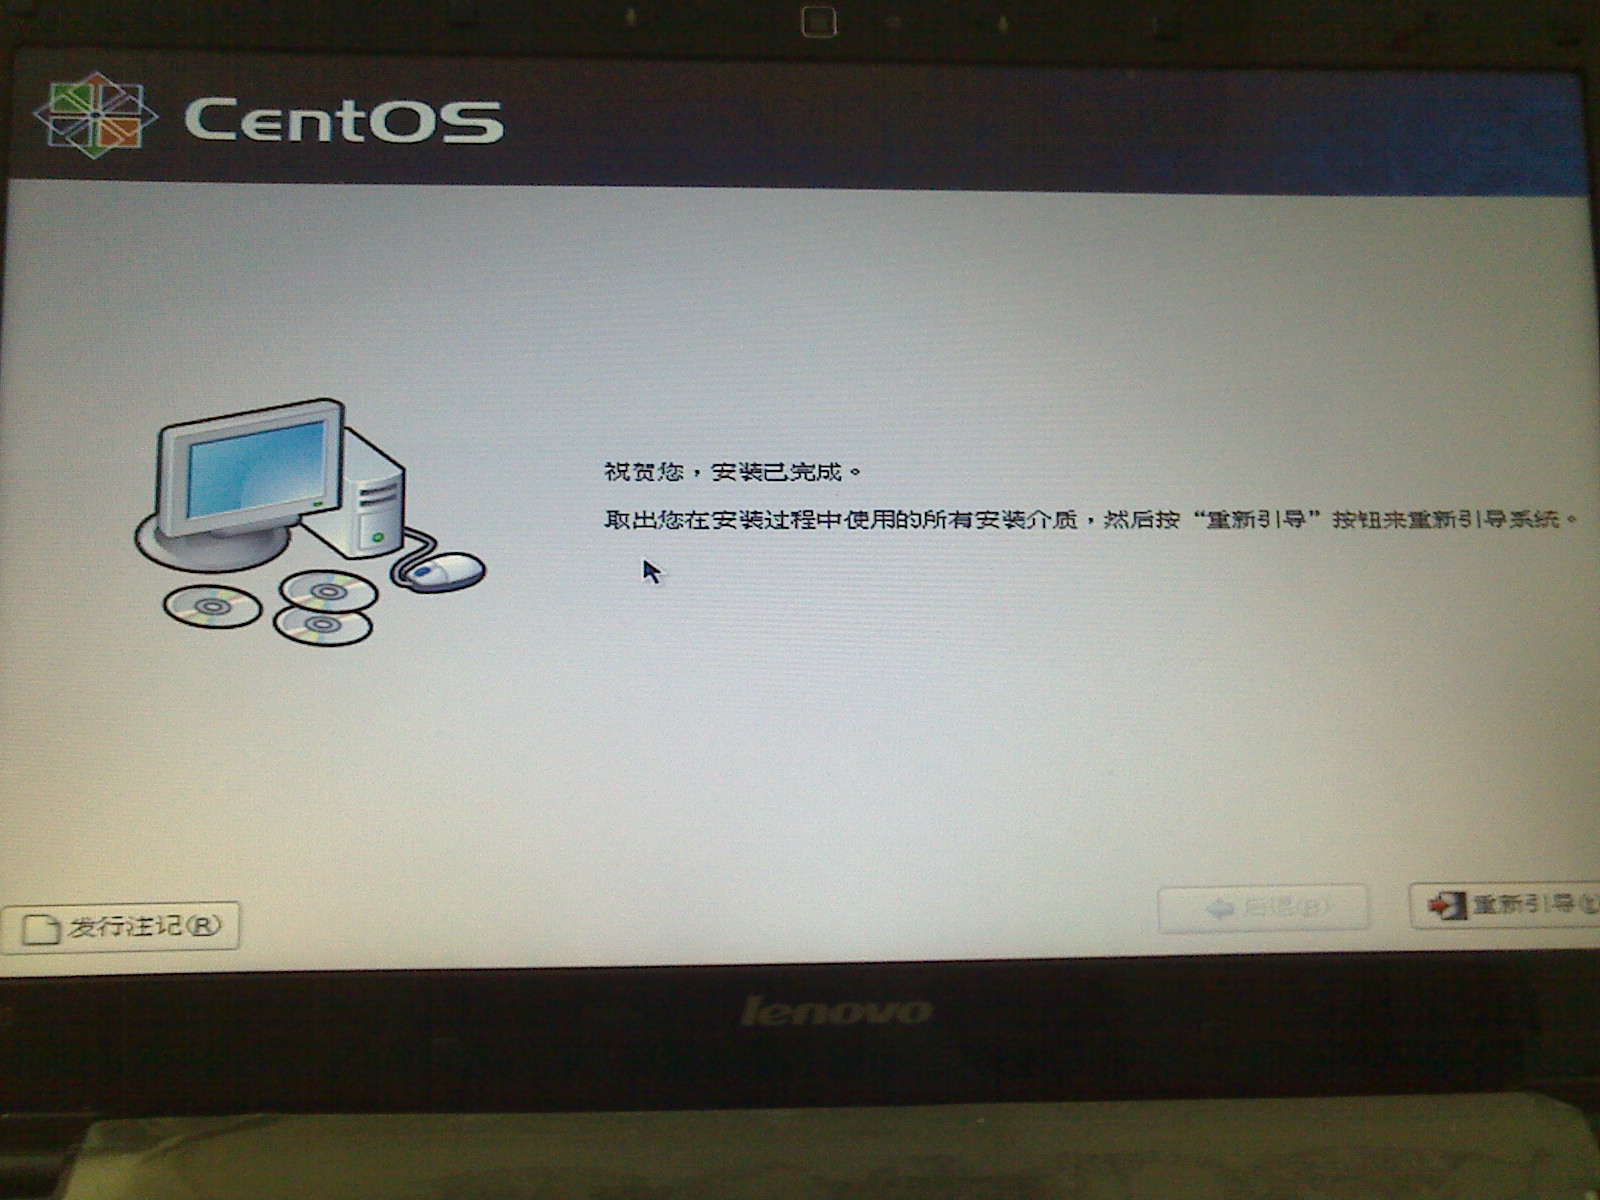 CentOS
祝贺您，安装已完成。
取出您在安装过程中使用的所有安装介质，然后按“重新引导”按钮来重新引导系统。
发行注记(R)
后退(B)
重新引导
lenovo